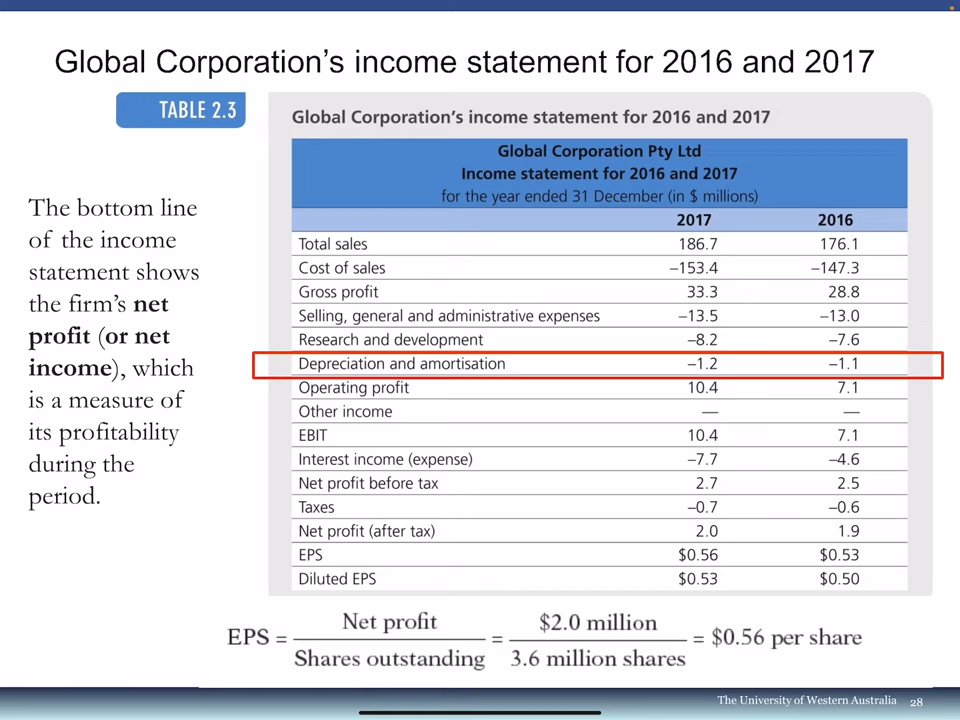 Global Corporation’s income statement for 2016 and 2017
TABLE 2.3
Global Corporation’s income statement for 2016 and 2017
Global Corporation Pty Ltd
Income statement for 2016 and 2017
for the year ended 31 December (in $ millions)
2017 2016
Total sales 186.7 176.1
Cost of sales –153.4 –147.3
Gross profit 33.3 28.8
Selling, general and administrative expenses –13.5 –13.0
Research and development –8.2 –7.6
Depreciation and amortisation –1.2 –1.1
Operating profit 10.4 7.1
Other income — —
EBIT 10.4 7.1
Interest income (expense) –7.7 –4.6
Net profit before tax 2.7 2.5
Taxes –0.7 –0.6
Net profit (after tax) 2.0 1.9
EPS $0.56 $0.53
Diluted EPS $0.53 $0.50
The bottom line
of the income
statement shows
the firm’s net
profit (or net
income), which
is a measure of
its profitability
during the
period.
EPS = Net profit / Shares outstanding = $2.0 million / 3.6 million shares = $0.56 per share
The University of Western Australia 28